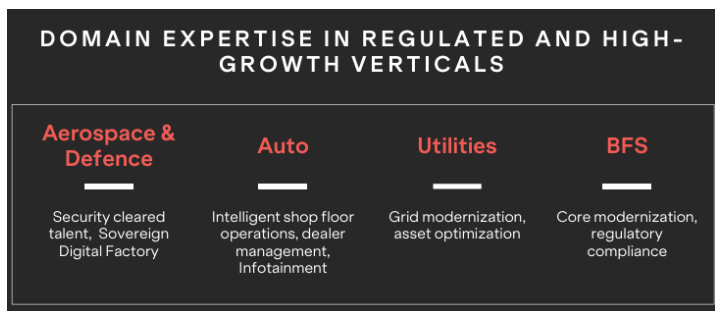 DOMAIN EXPERTISE IN REGULATED AND HIGH-
GROWTH VERTICALS
Aerospace &
Defence
Security cleared
talent, Sovereign
Digital Factory
Auto
Intelligent shop floor
operations, dealer
management,
Infotainment
Utilities
Grid modernization,
asset optimization
BFS
Core modernization,
regulatory
compliance